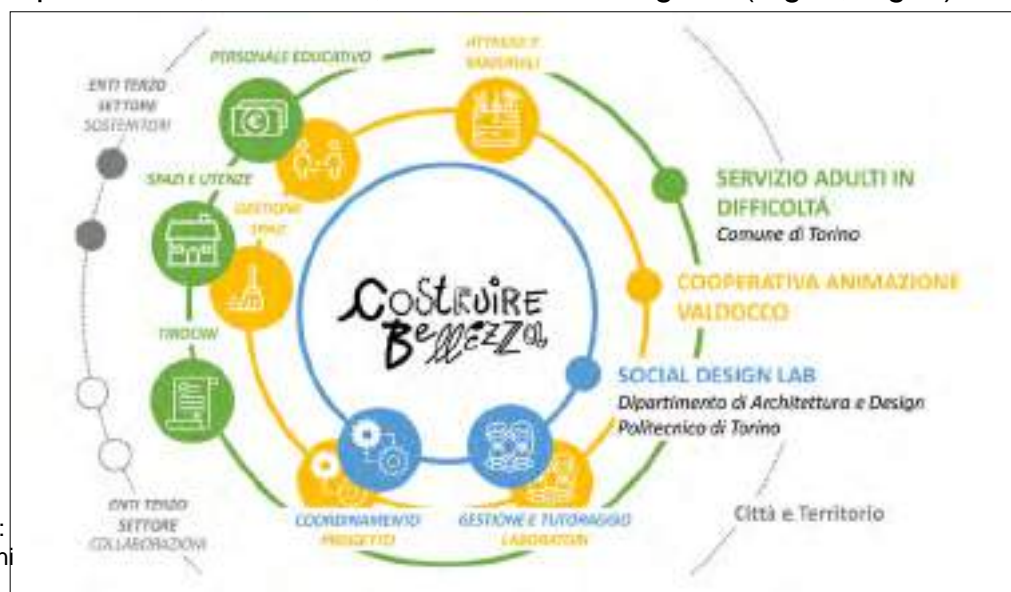 PERSONALE EDUCATIVO
ATTREZZI E
MATERIALI
ENTI TERZO
SETTORE
SOSTENITORI
SPAZI E UTENZE
GESTIONE
SPAZI
TIROCINI
SERVIZIO ADULTI IN
DIFFICOLTÀ
Comune di Torino
COOPERATIVA ANIMAZIONE
VALDOCCO
COSTRUIRE
BELLEZZA
SOCIAL DESIGN LAB
Dipartimento di Architettura e Design
Politecnico di Torino
ENTI TERZO
SETTORE
COLLABORAZIONI
COORDINAMENTO
PROGETTO
GESTIONE E TUTORAGGIO
LABORATORI
Città e Territorio